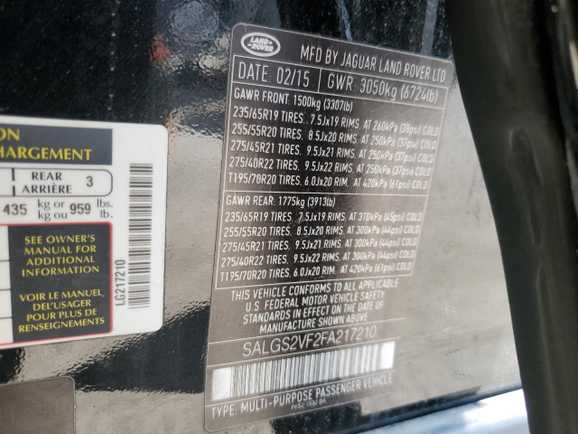 LAND-
ROVER
MFD BY JAGUAR LAND ROVER LTD
DATE 02/15 GWR 3050kg (6724lb)
GAWR FRONT: 1500kg (3307lb)
235/65R19 TIRES, 7.5Jx19 RIMS, AT 260kPa (38psi) COLD
255/55R20 TIRES, 8.5Jx20 RIMS, AT 250kPa (37psi) COLD
275/45R21 TIRES, 9.5Jx21 RIMS, AT 250kPa (37psi) COLD
275/40R22 TIRES, 9.5Jx22 RIMS, AT 250kPa (37psi) COLD
T195/70R20 TIRES, 6.0Jx20 RIM, AT 420kPa (61psi) COLD
GAWR REAR: 1775kg (3913lb)
235/65R19 TIRES, 7.5Jx19 RIMS, AT 310kPa (45psi) COLD
255/55R20 TIRES, 8.5Jx20 RIMS, AT 300kPa (44psi) COLD
275/45R21 TIRES, 9.5Jx21 RIMS, AT 300kPa (44psi) COLD
275/40R22 TIRES, 9.5Jx22 RIMS, AT 300kPa (44psi) COLD
T195/70R20 TIRES, 6.0Jx20 RIM, AT 420kPa (61psi) COLD
THIS VEHICLE CONFORMS TO ALL APPLICABLE
U.S. FEDERAL MOTOR VEHICLE SAFETY
STANDARDS IN EFFECT ON THE DATE OF
MANUFACTURE SHOWN ABOVE.
SALGS2VF2FA217210
TYPE: MULTI-PURPOSE PASSENGER VEHICLE
ON
CHARGEMENT
REAR
ARRIÈRE 3
435 kg or 959 lbs.
kg ou lb.
SEE OWNER'S
MANUAL FOR
ADDITIONAL
INFORMATION
VOIR LE MANUEL
DE L'USAGER
POUR PLUS DE
RENSEIGNEMENTS
LG217210